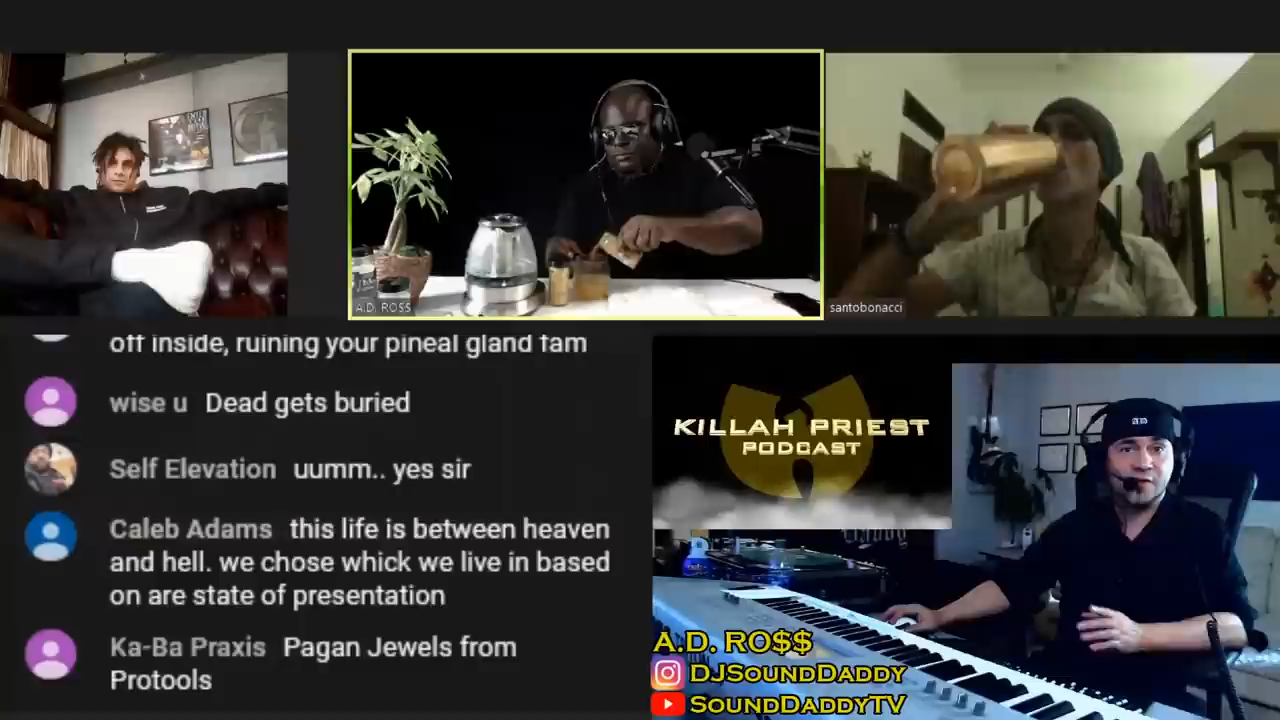 A.D. ROSS
santobonacci
off inside, ruining your pineal gland fam
wise u Dead gets buried
Self Elevation uumm.. yes sir
Caleb Adams this life is between heaven
and hell. we chose whick we live in based
on are state of presentation
Ka-Ba Praxis Pagan Jewels from
Protools
KILLAH PRIEST
PODCAST
A.D. RO$$
DJSoundDaddy
SoundDaddyTV